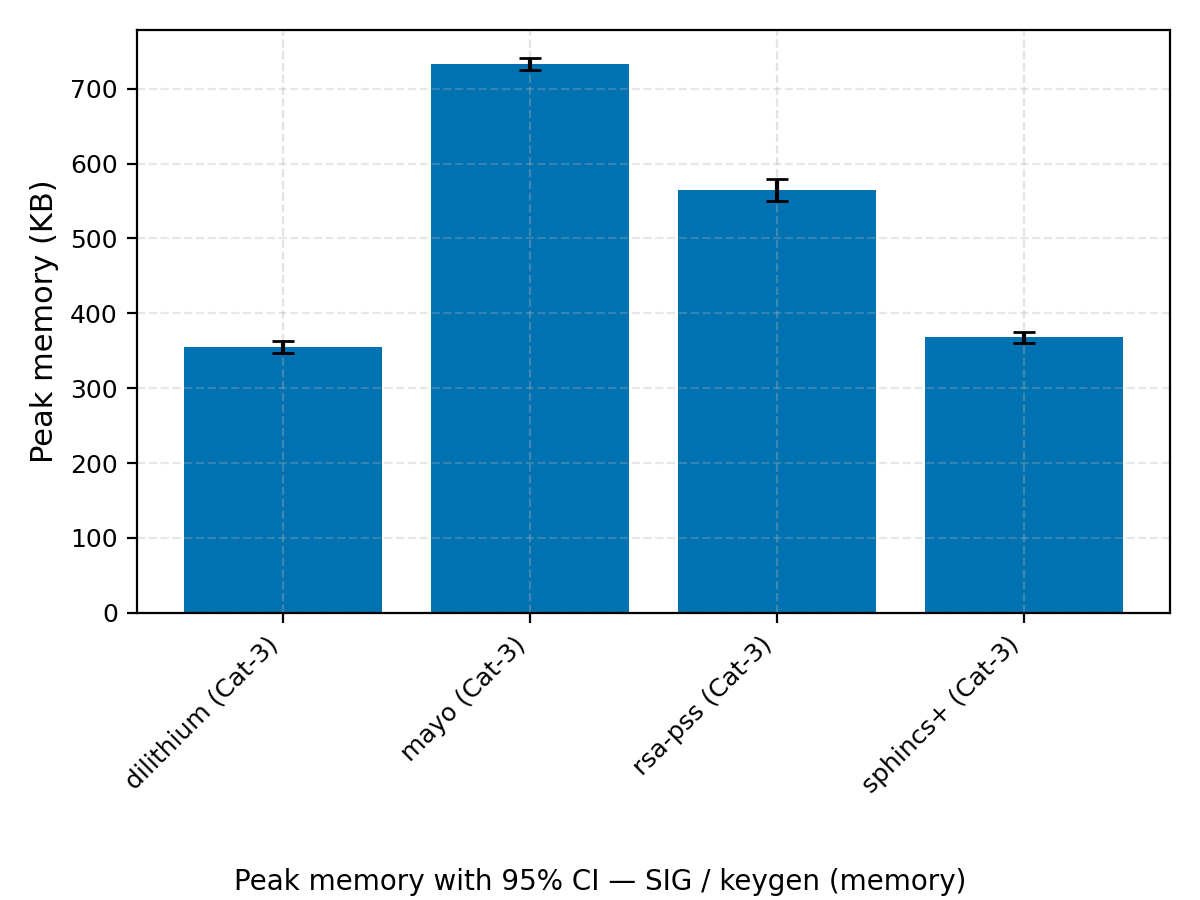 Peak memory (KB)
700
600
500
400
300
200
100
0
dilithium (Cat-3)
mayo (Cat-3)
rsa-pss (Cat-3)
sphincs+ (Cat-3)
Peak memory with 95% CI — SIG / keygen (memory)